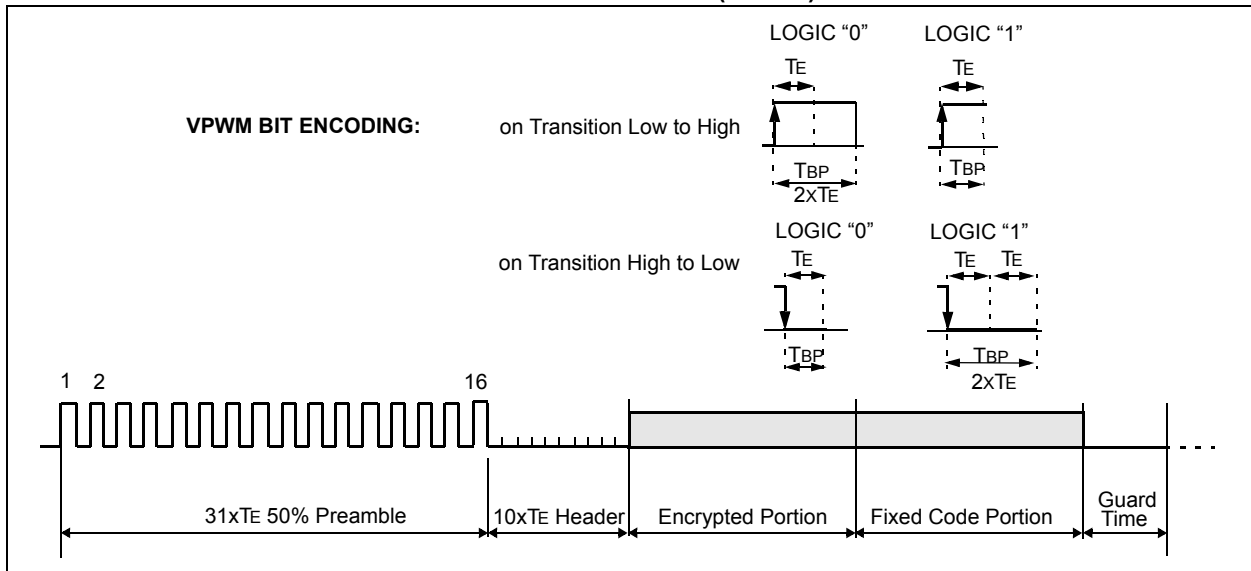 LOGIC “0” LOGIC “1”
TE TE
VPWM BIT ENCODING: on Transition Low to High
TBP TBP
2XTE
LOGIC “0” LOGIC “1”
on Transition High to Low TE TE TE
TBP TBP
2XTE
1 2 16
31xTE 50% Preamble 10xTE Header Encrypted Portion Fixed Code Portion Guard
Time